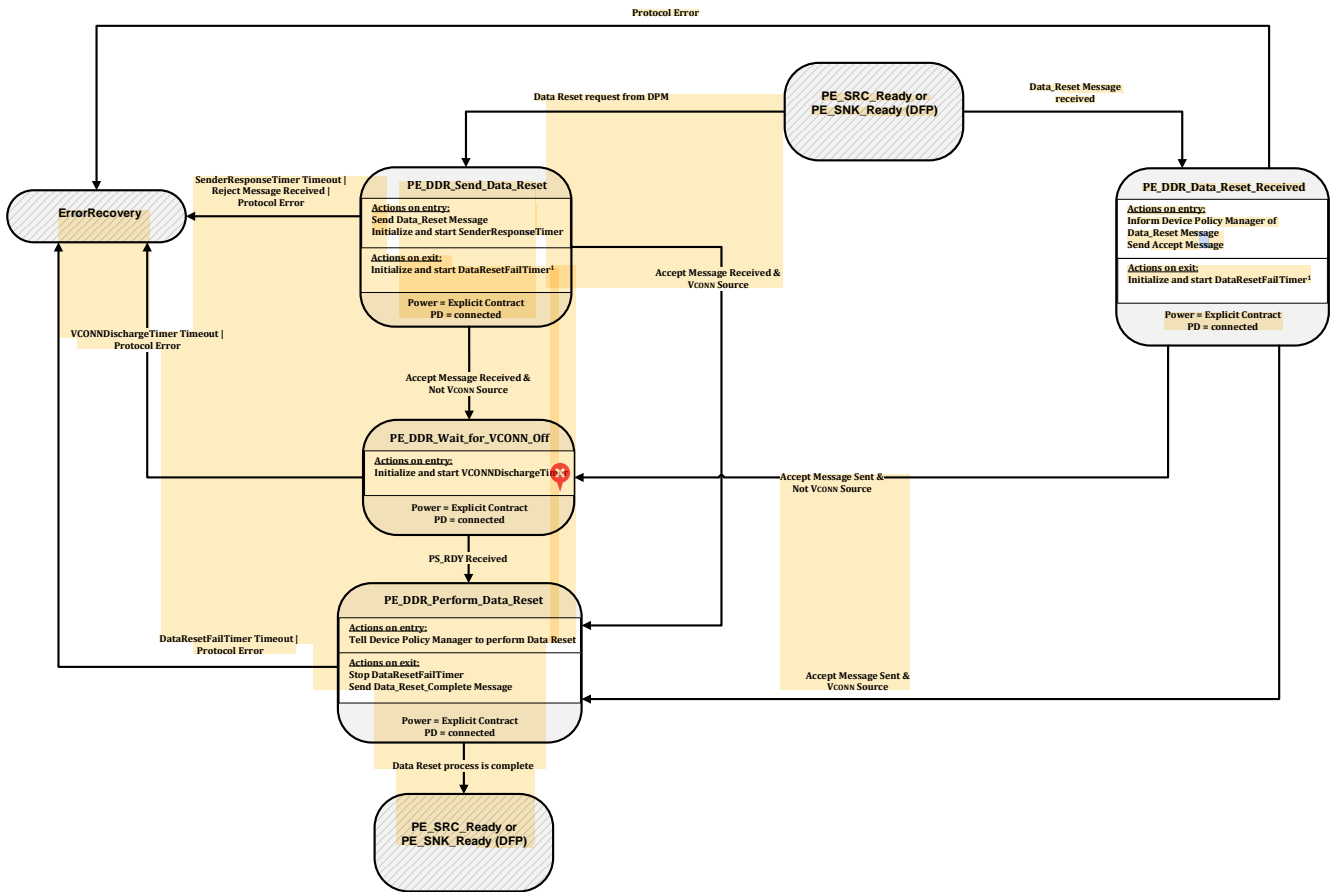 Protocol Error
PE_SRC_Ready or
PE_SNK_Ready (DFP)
Data Reset request from DPM
Data_Reset Message
received
ErrorRecovery
SenderResponseTimer Timeout |
Reject Message Received |
Protocol Error
PE_DDR_Send_Data_Reset
Actions on entry:
Send Data_Reset Message
Initialize and start SenderResponseTimer
Actions on exit:
Initialize and start DataResetFailTimer¹
Power = Explicit Contract
PD = connected
PE_DDR_Data_Reset_Received
Actions on entry:
Inform Device Policy Manager of
Data_Reset Message
Send Accept Message
Actions on exit:
Initialize and start DataResetFailTimer¹
Power = Explicit Contract
PD = connected
Accept Message Received &
VCONN Source
VCONNDischargeTimer Timeout |
Protocol Error
Accept Message Received &
Not VCONN Source
PE_DDR_Wait_for_VCONN_Off
Actions on entry:
Initialize and start VCONNDischargeTimer
Power = Explicit Contract
PD = connected
Accept Message Sent &
Not VCONN Source
PS_RDY Received
PE_DDR_Perform_Data_Reset
Actions on entry:
Tell Device Policy Manager to perform Data Reset
Actions on exit:
Stop DataResetFailTimer
Send Data_Reset_Complete Message
Power = Explicit Contract
PD = connected
DataResetFailTimer Timeout |
Protocol Error
Accept Message Sent &
VCONN Source
Data Reset process is complete
PE_SRC_Ready or
PE_SNK_Ready (DFP)